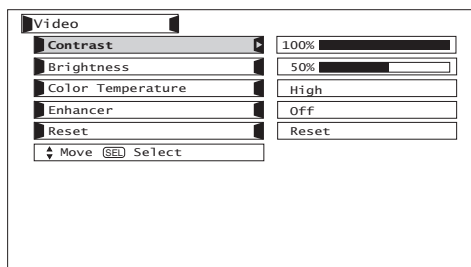 Video
Contrast 100%
Brightness 50%
Color Temperature High
Enhancer Off
Reset Reset
Move SEL Select